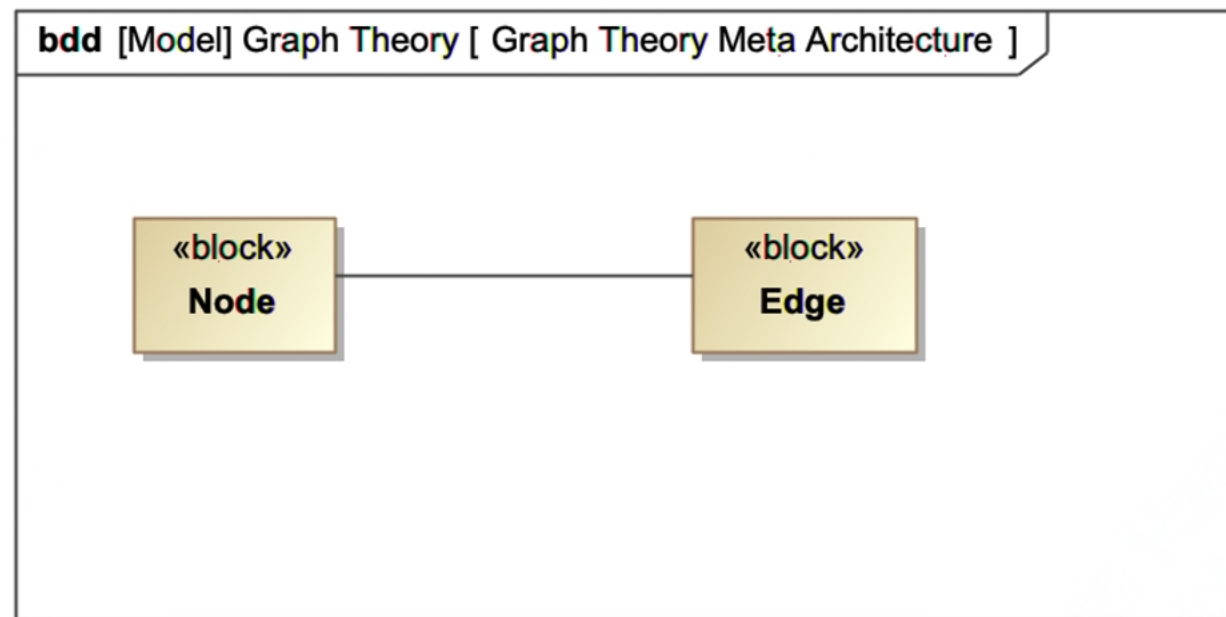 bdd [Model] Graph Theory [ Graph Theory Meta Architecture ]
«block»
Node
«block»
Edge